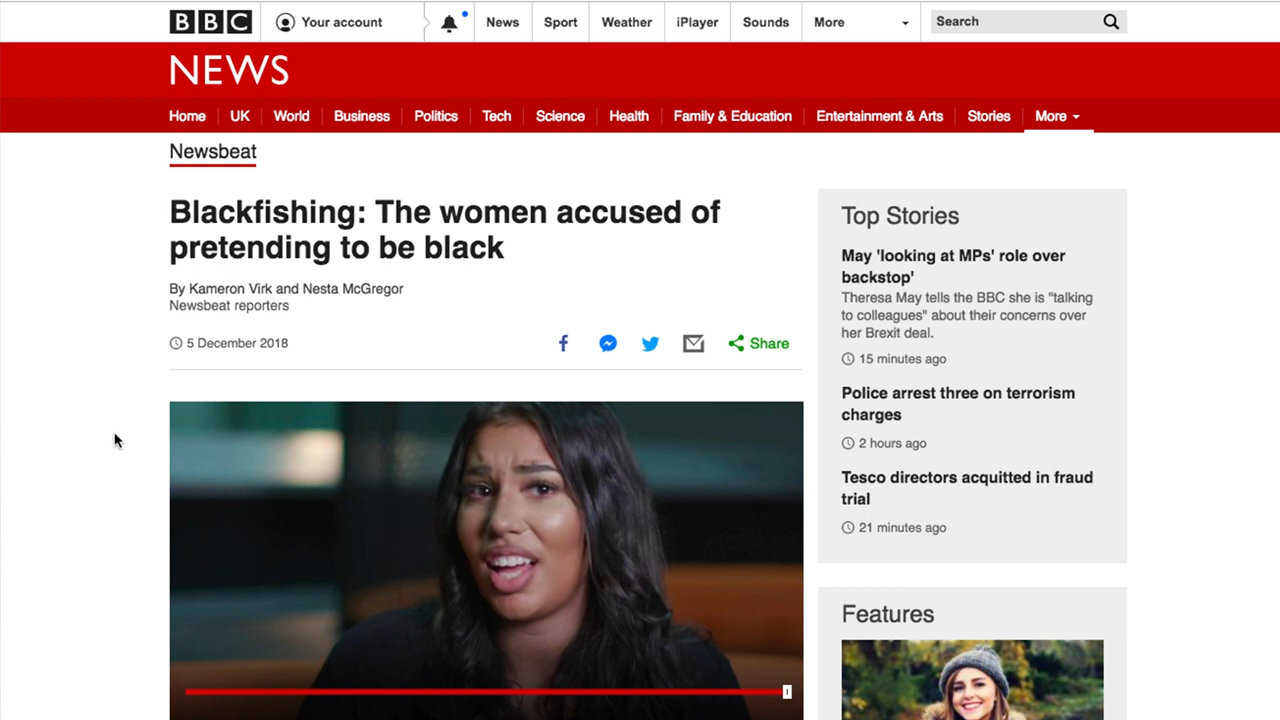 BBC Your account News Sport Weather iPlayer Sounds More Search
NEWS
Home UK World Business Politics Tech Science Health Family & Education Entertainment & Arts Stories More
Newsbeat
Blackfishing: The women accused of
pretending to be black
By Kameron Virk and Nesta McGregor
Newsbeat reporters
5 December 2018 Share
Top Stories
May 'looking at MPs' role over
backstop'
Theresa May tells the BBC she is "talking
to colleagues" about their concerns over
her Brexit deal.
15 minutes ago
Police arrest three on terrorism
charges
2 hours ago
Tesco directors acquitted in fraud
trial
21 minutes ago
Features